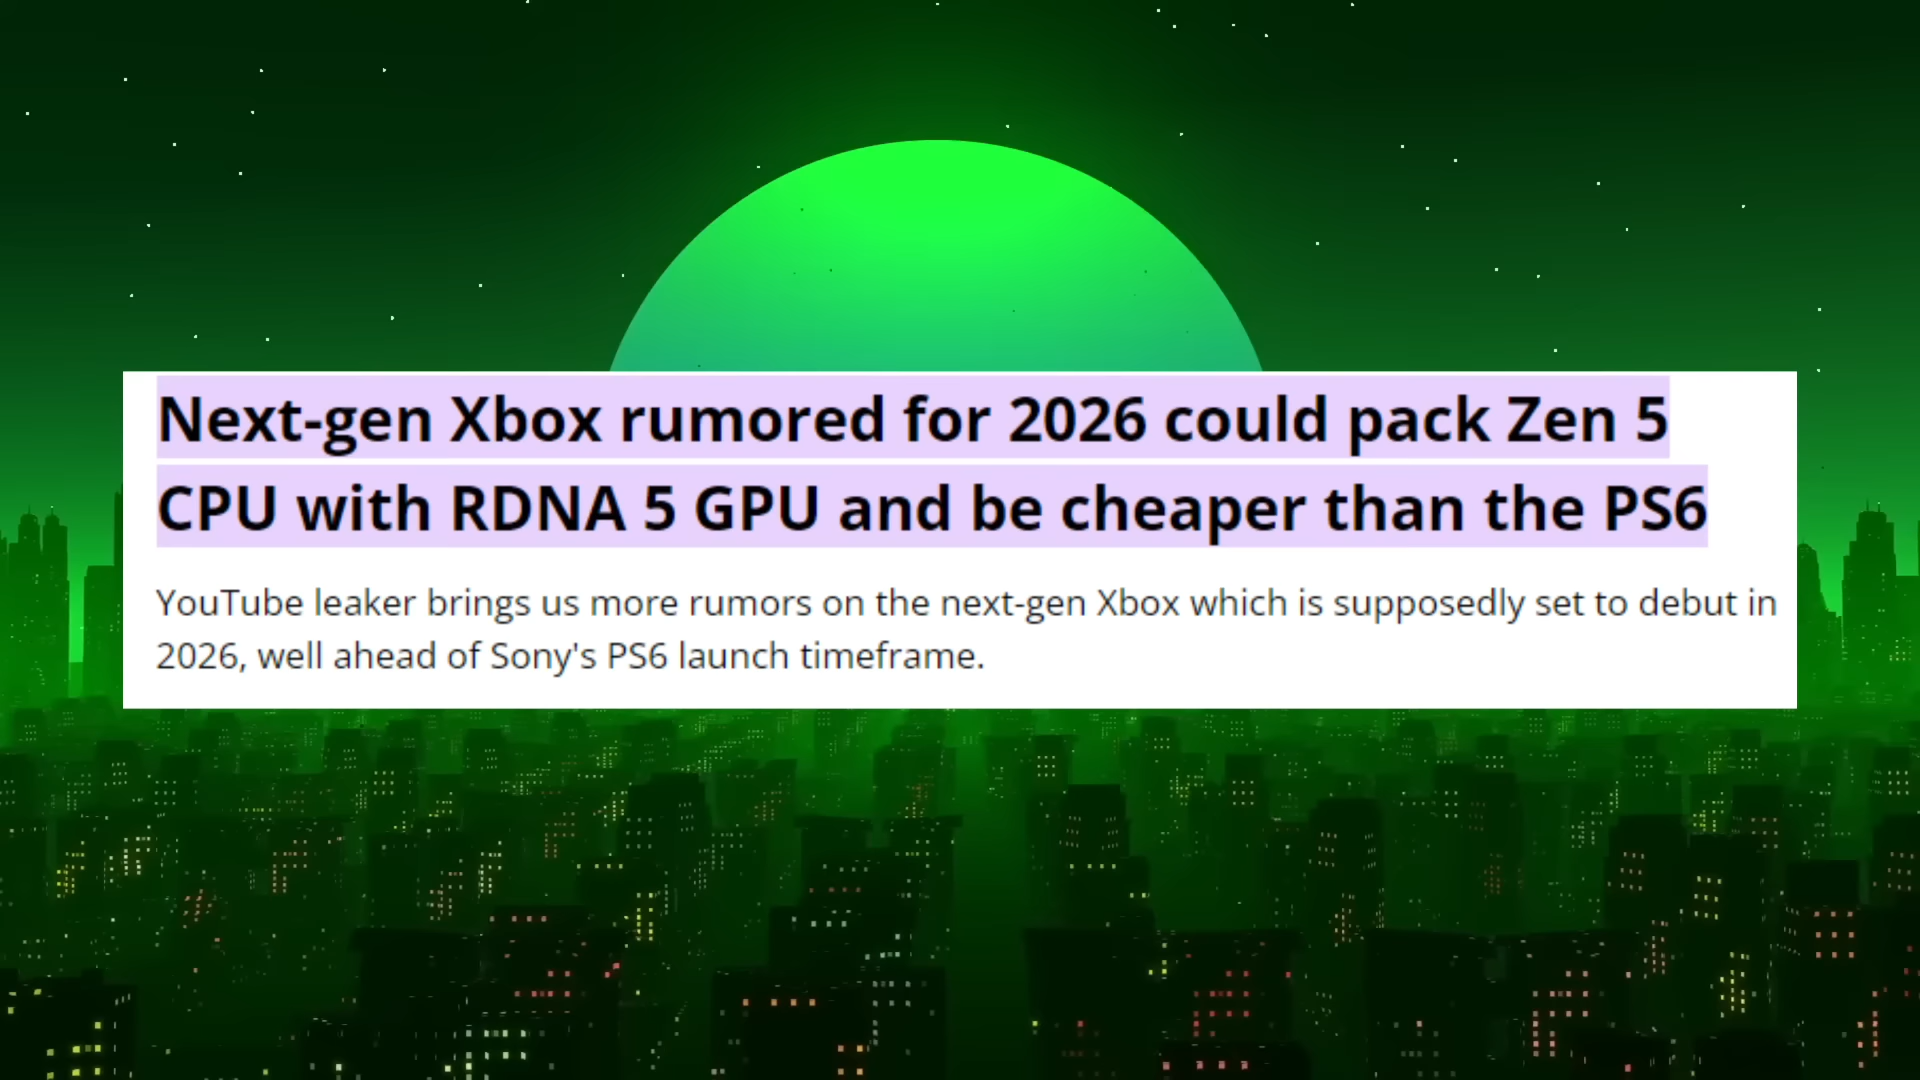 Next-gen Xbox rumored for 2026 could pack Zen 5
CPU with RDNA 5 GPU and be cheaper than the PS6
YouTube leaker brings us more rumors on the next-gen Xbox which is supposedly set to debut in
2026, well ahead of Sony's PS6 launch timeframe.